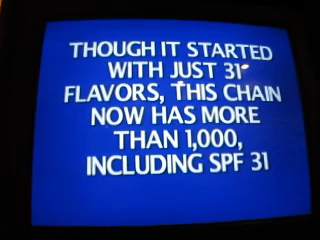 THOUGH IT STARTED
WITH JUST 31
FLAVORS, THIS CHAIN
NOW HAS MORE
THAN 1,000,
INCLUDING SPF 31